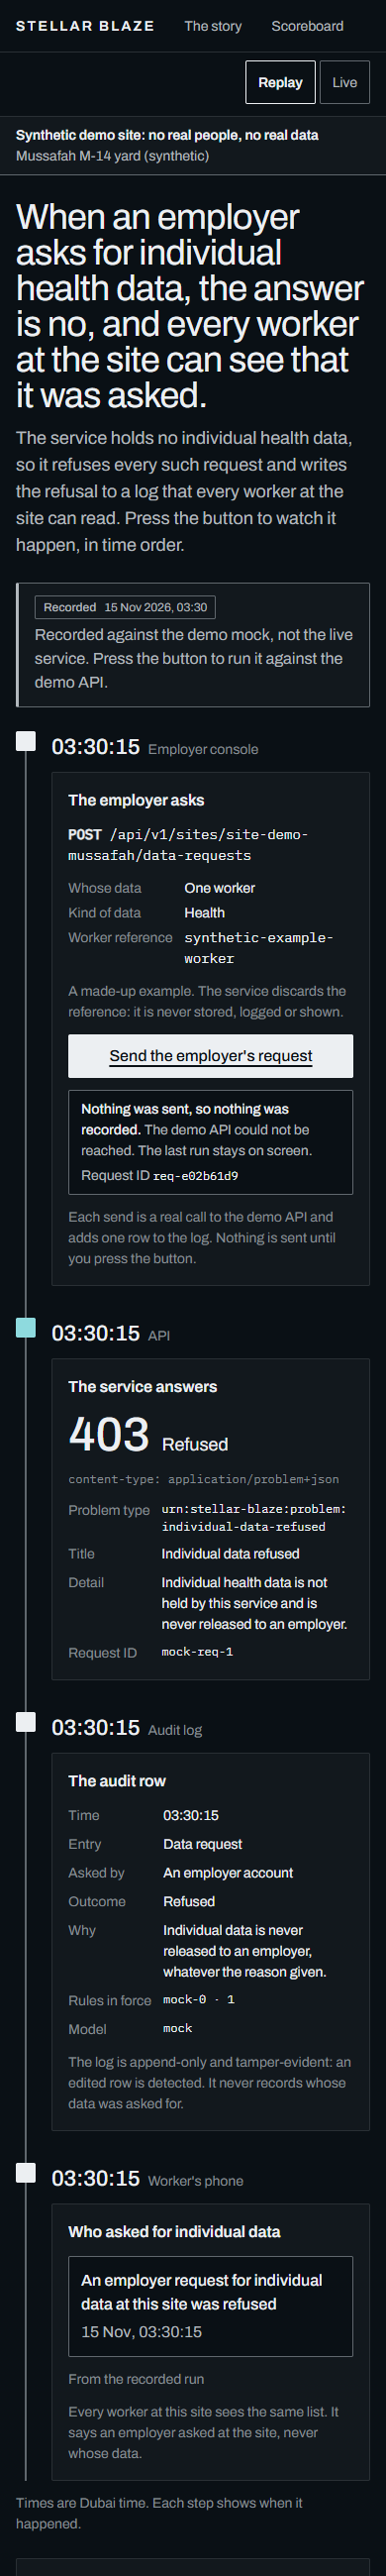 STELLAR BLAZE The story Scoreboard
Replay Live
Synthetic demo site: no real people, no real data
Mussafah M-14 yard (synthetic)
When an employer
asks for individual
health data, the answer
is no, and every worker
at the site can see that
it was asked.
The service holds no individual health data,
so it refuses every such request and writes
the refusal to a log that every worker at the
site can read. Press the button to watch it
happen, in time order.
Recorded 15 Nov 2026, 03:30
Recorded against the demo mock, not the live
service. Press the button to run it against the
demo API.
03:30:15 Employer console
The employer asks
POST /api/v1/sites/site-demo-
mussafah/data-requests
Whose data One worker
Kind of data Health
Worker reference synthetic-example-
worker
A made-up example. The service discards the
reference: it is never stored, logged or shown.
Send the employer's request
Nothing was sent, so nothing was
recorded. The demo API could not be
reached. The last run stays on screen.
Request ID req-e02b61d9
Each send is a real call to the demo API and
adds one row to the log. Nothing is sent until
you press the button.
03:30:15 API
The service answers
403 Refused
content-type: application/problem+json
Problem type urn:stellar-blaze:problem:
individual-data-refused
Title Individual data refused
Detail Individual health data is not
held by this service and is
never released to an employer.
Request ID mock-req-1
03:30:15 Audit log
The audit row
Time 03:30:15
Entry Data request
Asked by An employer account
Outcome Refused
Why Individual data is never
released to an employer,
whatever the reason given.
Rules in force mock-0 · 1
Model mock
The log is append-only and tamper-evident: an
edited row is detected. It never records whose
data was asked for.
03:30:15 Worker's phone
Who asked for individual data
An employer request for individual
data at this site was refused
15 Nov, 03:30:15
From the recorded run
Every worker at this site sees the same list. It
says an employer asked at the site, never
whose data.
Times are Dubai time. Each step shows when it
happened.